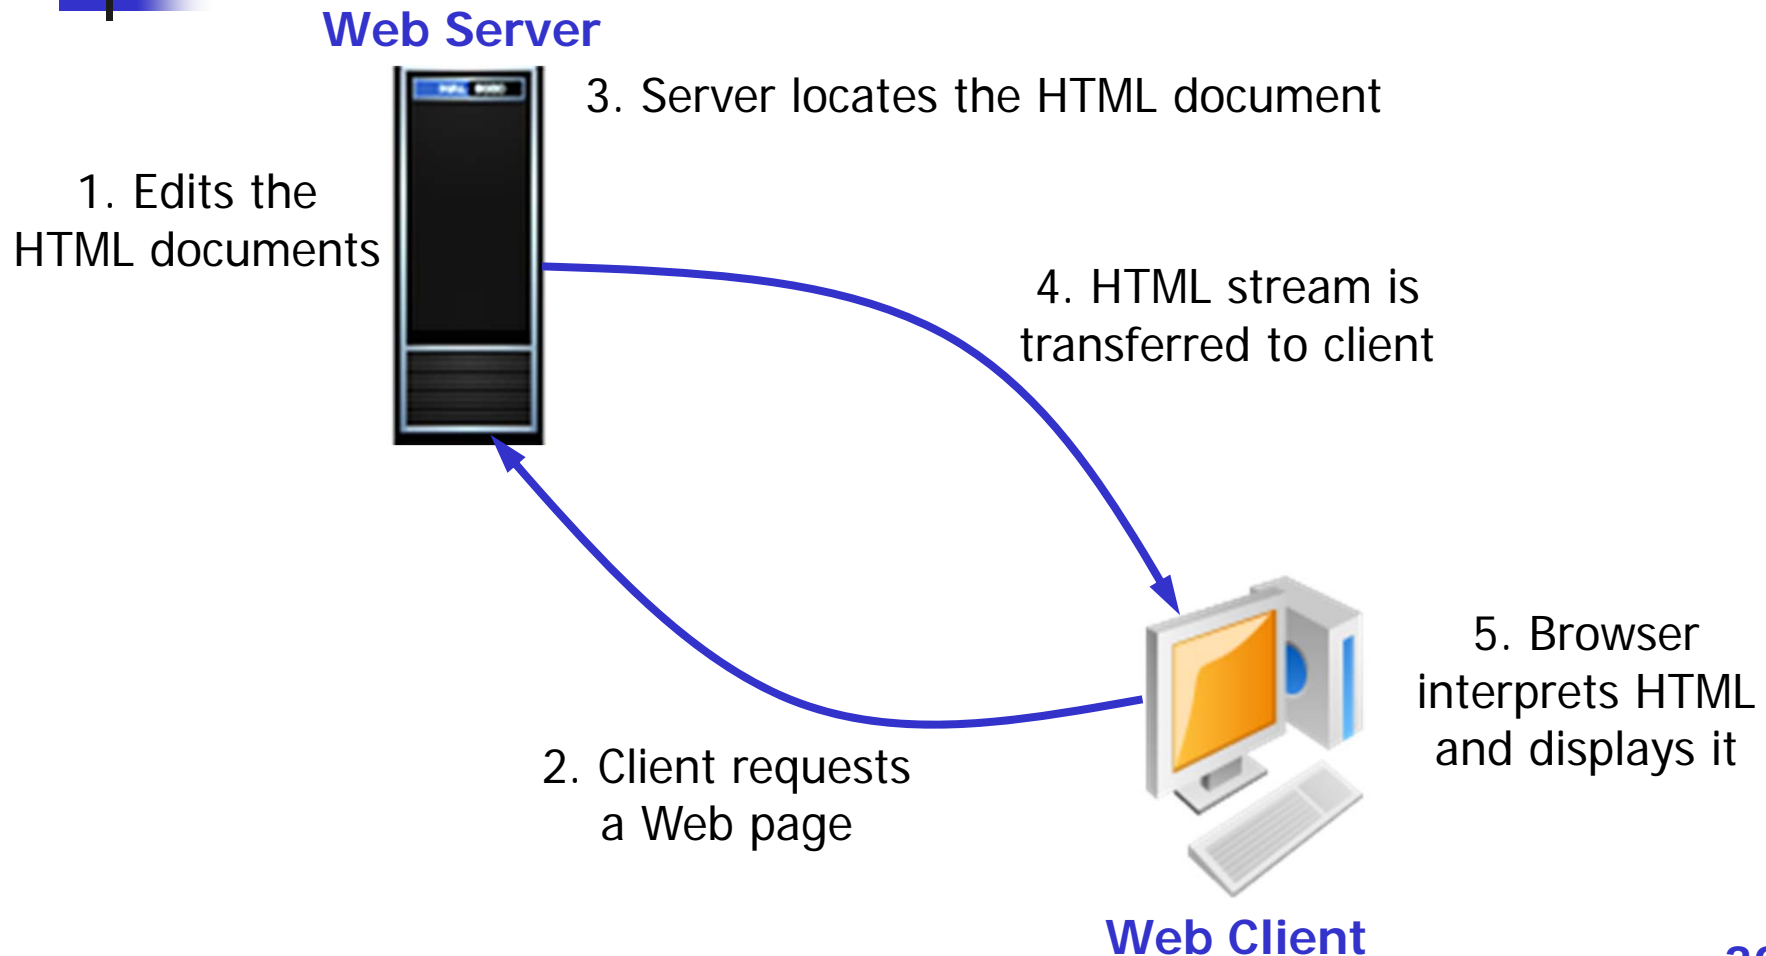 Web Server
3. Server locates the HTML document
1. Edits the
HTML documents
4. HTML stream is
transferred to client
5. Browser
interprets HTML
and displays it
2. Client requests
a Web page
Web Client